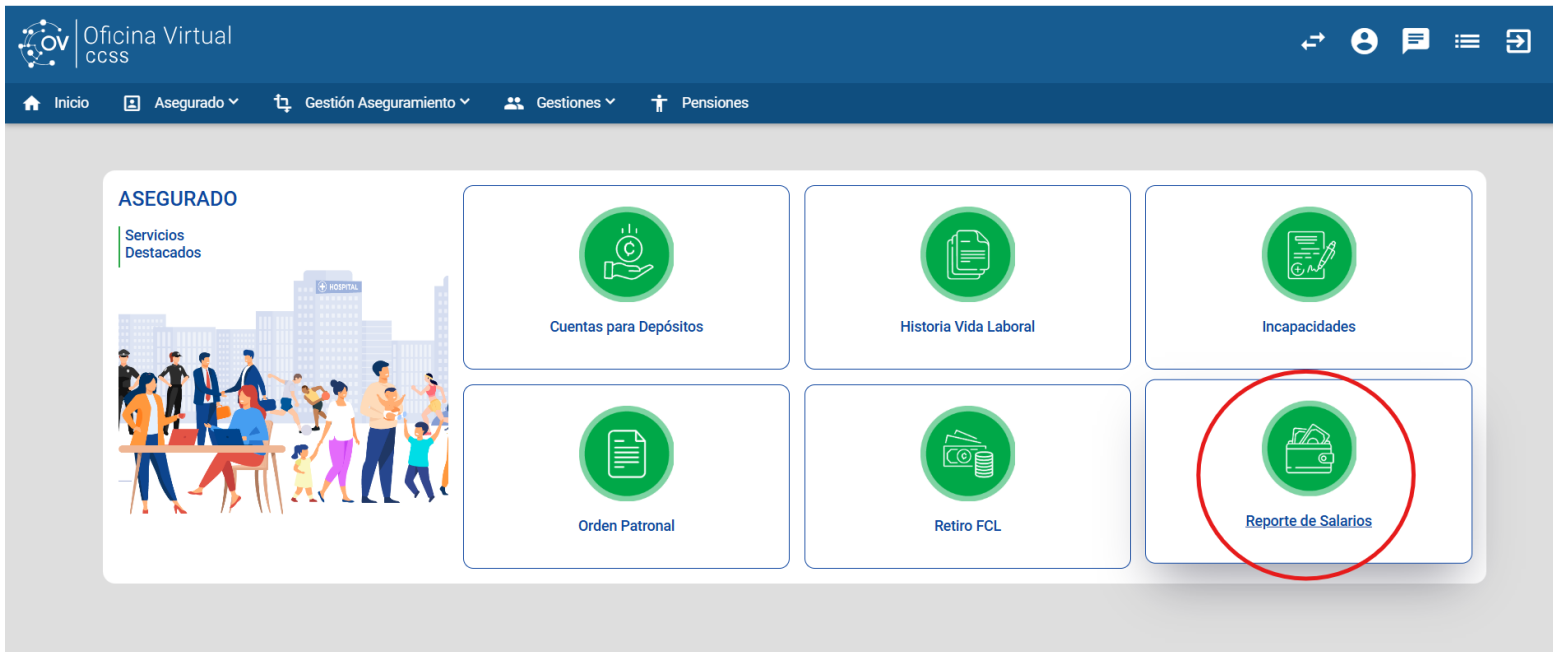 OV
Oficina Virtual
CCSS
Inicio
Asegurado
Gestión Aseguramiento
Gestiones
Pensiones
ASEGURADO
Servicios
Destacados
HOSPITAL
Cuentas para Depósitos
Historia Vida Laboral
Incapacidades
Orden Patronal
Retiro FCL
Reporte de Salarios